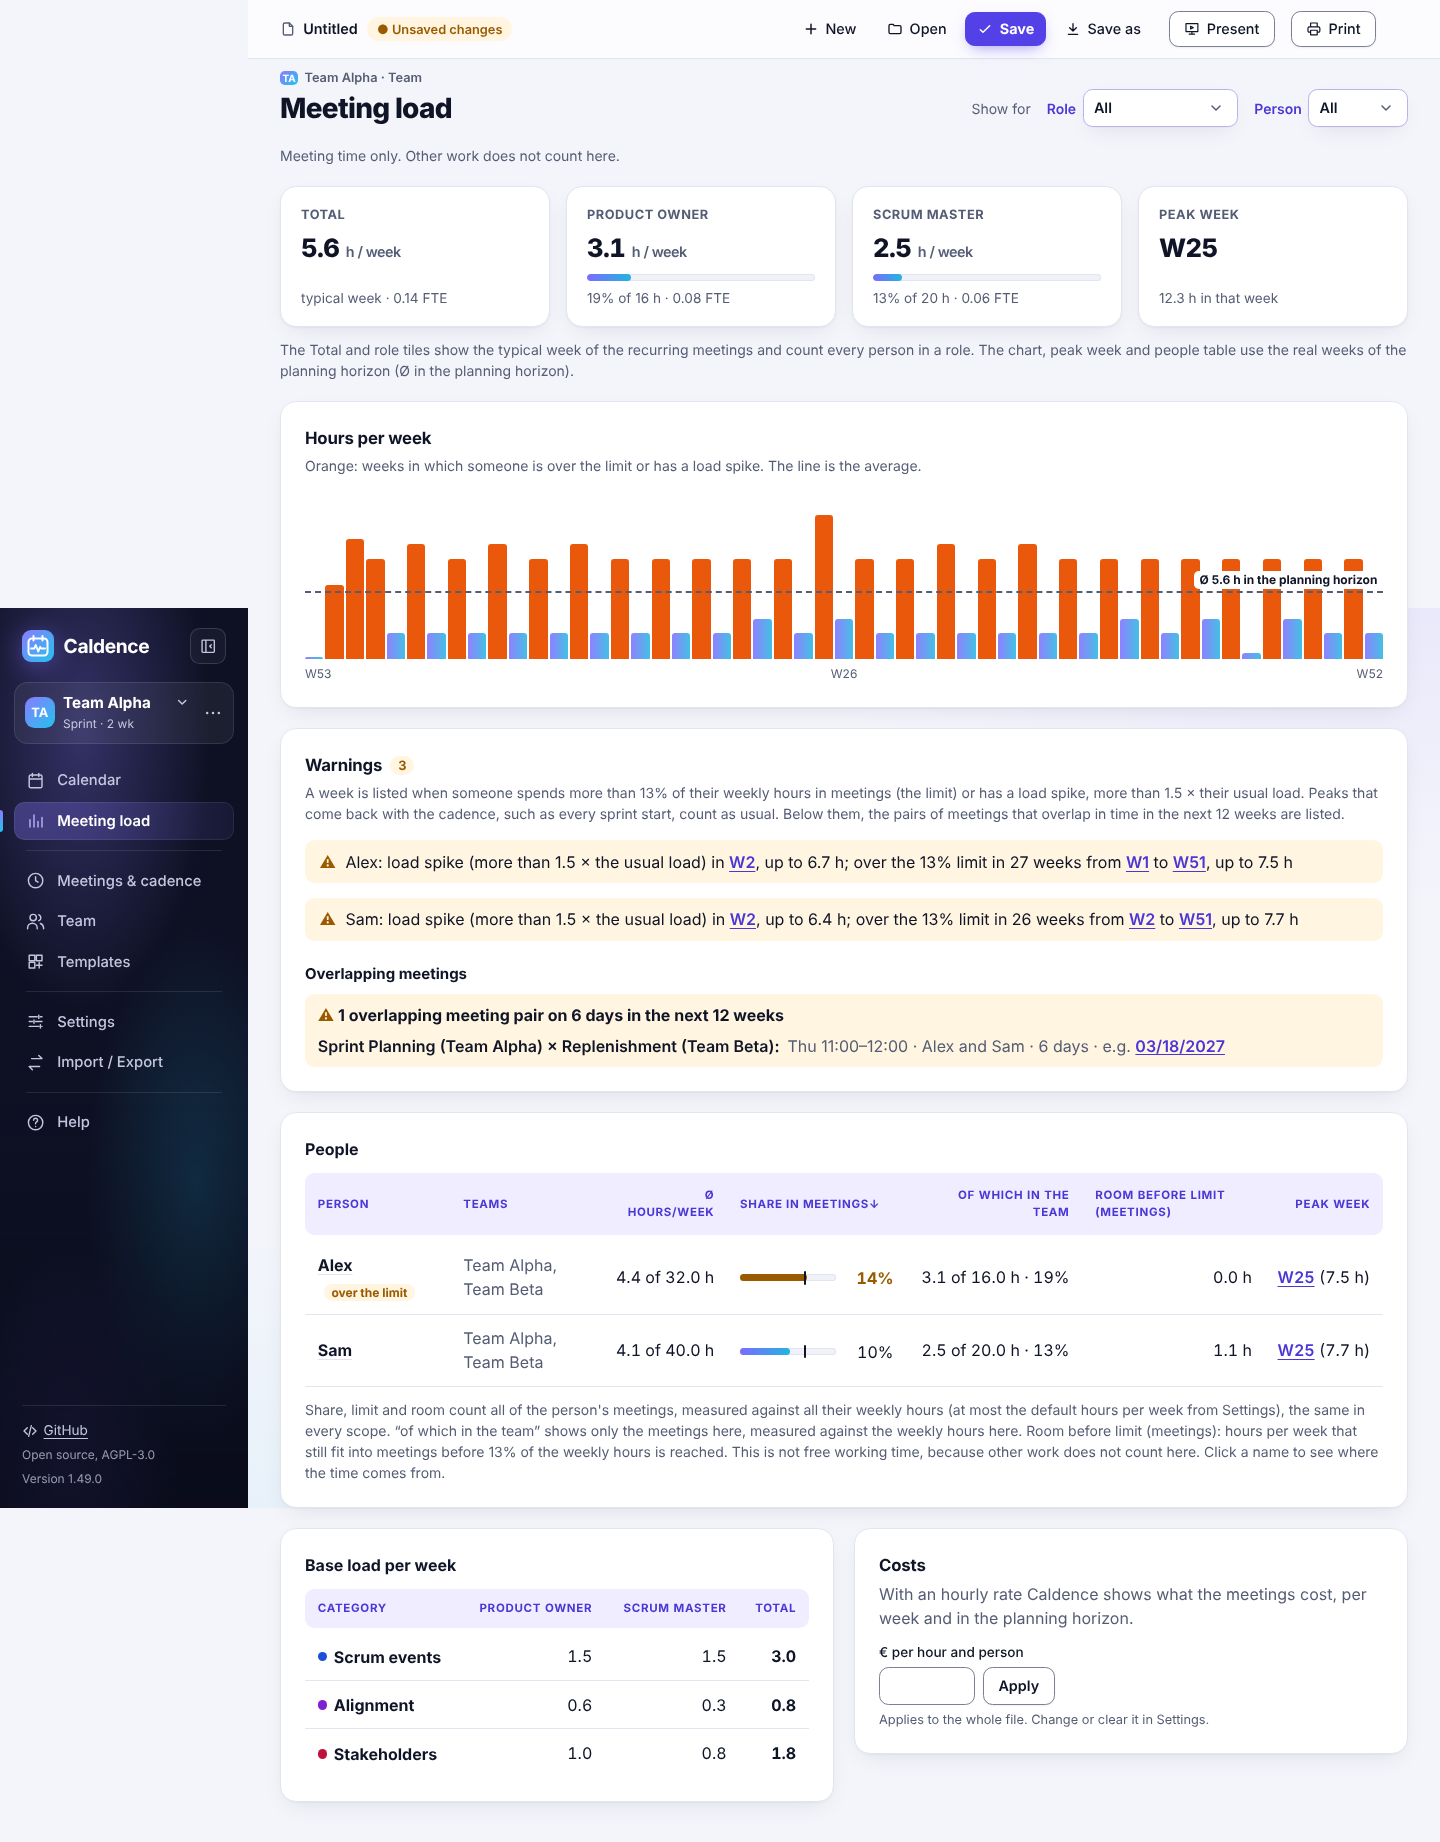 Untitled
Unsaved changes
New
Open
Save
Save as
Present
Print
TA Team Alpha · Team
Meeting load
Show for
Role
All
Person
All
Meeting time only. Other work does not count here.
TOTAL
5.6 h / week
typical week · 0.14 FTE
PRODUCT OWNER
3.1 h / week
19% of 16 h · 0.08 FTE
SCRUM MASTER
2.5 h / week
13% of 20 h · 0.06 FTE
PEAK WEEK
W25
12.3 h in that week
The Total and role tiles show the typical week of the recurring meetings and count every person in a role. The chart, peak week and people table use the real weeks of the
planning horizon (Ø in the planning horizon).
Hours per week
Orange: weeks in which someone is over the limit or has a load spike. The line is the average.
Ø 5.6 h in the planning horizon
W53
W26
W52
Caldence
TA
Team Alpha
Sprint · 2 wk
Calendar
Meeting load
Meetings & cadence
Team
Templates
Settings
Import / Export
Help
GitHub
Open source, AGPL-3.0
Version 1.49.0
Warnings 3
A week is listed when someone spends more than 13% of their weekly hours in meetings (the limit) or has a load spike, more than 1.5 × their usual load. Peaks that
come back with the cadence, such as every sprint start, count as usual. Below them, the pairs of meetings that overlap in time in the next 12 weeks are listed.
Alex: load spike (more than 1.5 × the usual load) in W2, up to 6.7 h; over the 13% limit in 27 weeks from W1 to W51, up to 7.5 h
Sam: load spike (more than 1.5 × the usual load) in W2, up to 6.4 h; over the 13% limit in 26 weeks from W2 to W51, up to 7.7 h
Overlapping meetings
1 overlapping meeting pair on 6 days in the next 12 weeks
Sprint Planning (Team Alpha) × Replenishment (Team Beta): Thu 11:00–12:00 · Alex and Sam · 6 days · e.g. 03/18/2027
People
PERSON
TEAMS
Ø
HOURS/WEEK
SHARE IN MEETINGS↓
OF WHICH IN THE
TEAM
ROOM BEFORE LIMIT
(MEETINGS)
PEAK WEEK
Alex
over the limit
Team Alpha,
Team Beta
4.4 of 32.0 h
14%
3.1 of 16.0 h · 19%
0.0 h
W25 (7.5 h)
Sam
Team Alpha,
Team Beta
4.1 of 40.0 h
10%
2.5 of 20.0 h · 13%
1.1 h
W25 (7.7 h)
Share, limit and room count all of the person's meetings, measured against all their weekly hours (at most the default hours per week from Settings), the same in
every scope. “of which in the team” shows only the meetings here, measured against the weekly hours here. Room before limit (meetings): hours per week that
still fit into meetings before 13% of the weekly hours is reached. This is not free working time, because other work does not count here. Click a name to see where
the time comes from.
Base load per week
CATEGORY
PRODUCT OWNER
SCRUM MASTER
TOTAL
Scrum events
1.5
1.5
3.0
Alignment
0.6
0.3
0.8
Stakeholders
1.0
0.8
1.8
Costs
With an hourly rate Caldence shows what the meetings cost, per
week and in the planning horizon.
€ per hour and person
Apply
Applies to the whole file. Change or clear it in Settings.